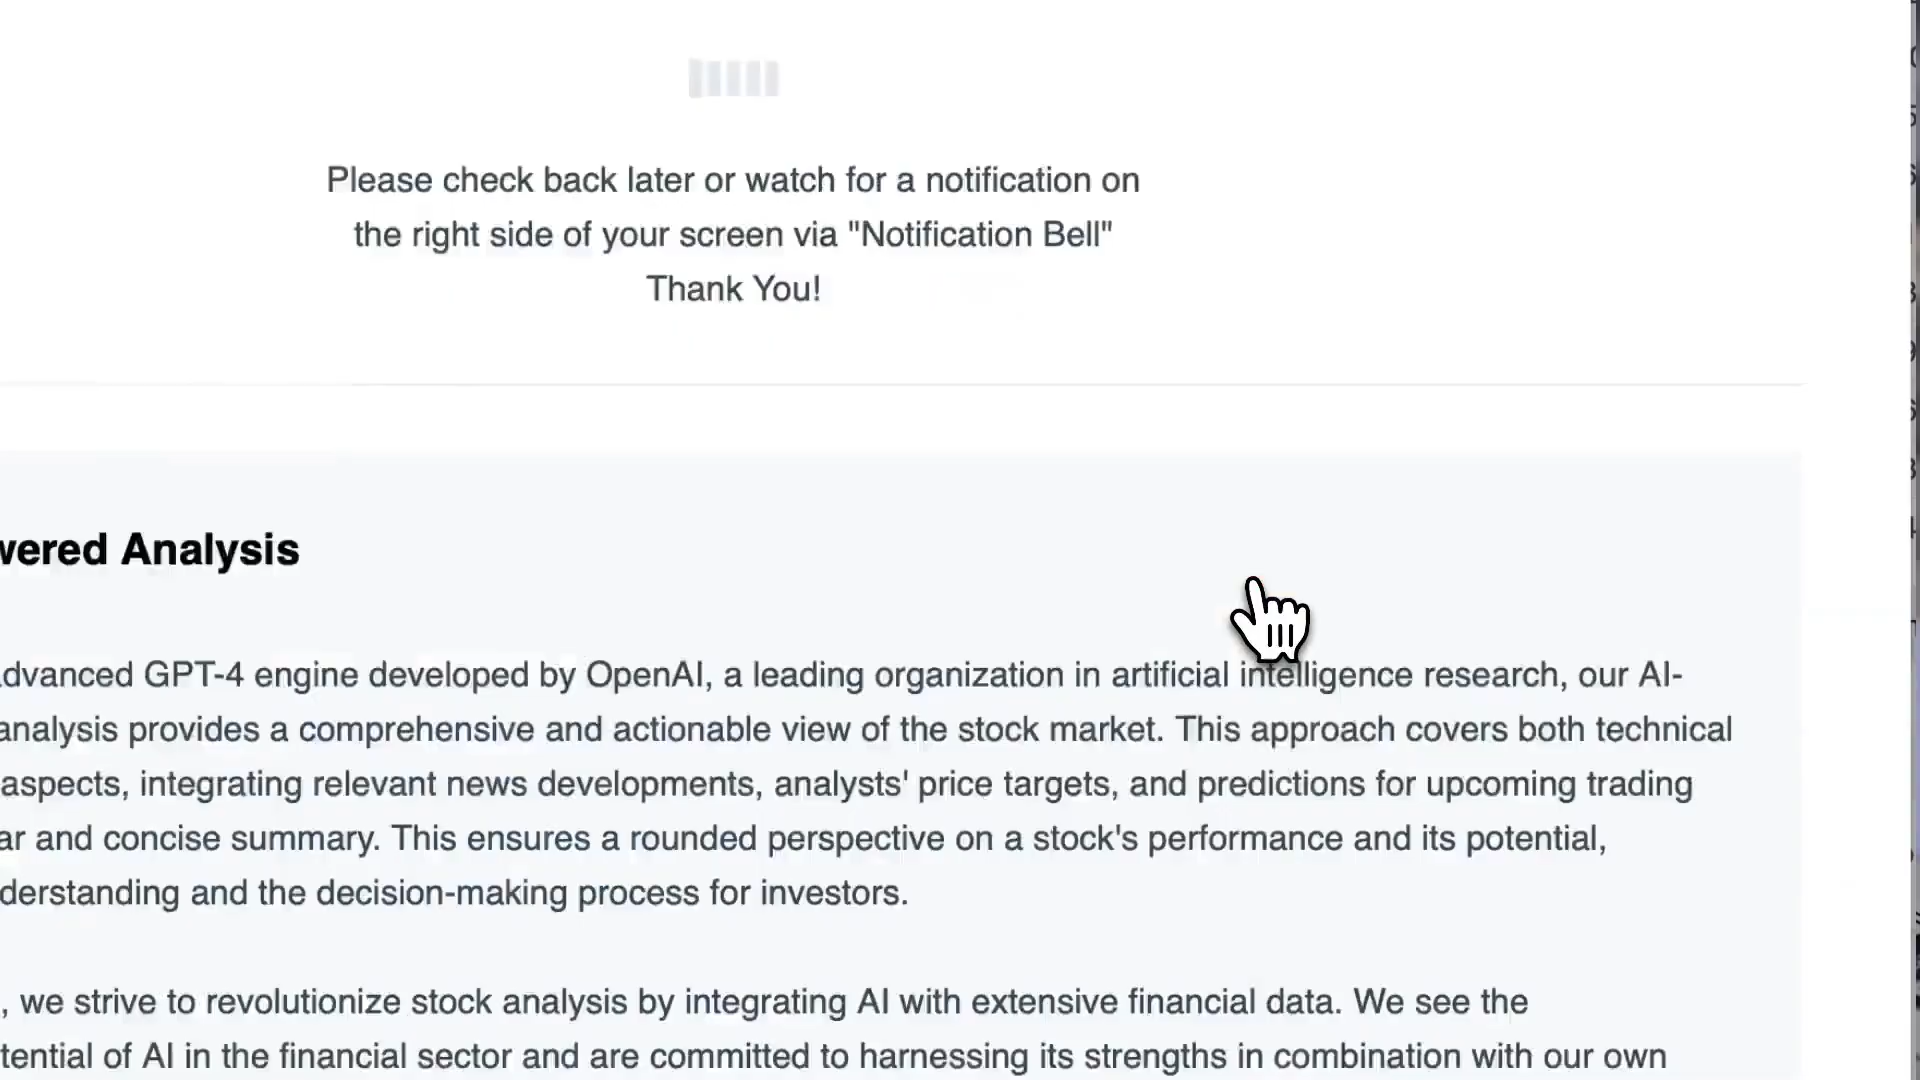 Please check back later or watch for a notification on
the right side of your screen via "Notification Bell"
Thank You!
wered Analysis
dvanced GPT-4 engine developed by OpenAI, a leading organization in artificial intelligence research, our AI-
analysis provides a comprehensive and actionable view of the stock market. This approach covers both technical
aspects, integrating relevant news developments, analysts' price targets, and predictions for upcoming trading
ar and concise summary. This ensures a rounded perspective on a stock's performance and its potential,
derstanding and the decision-making process for investors.
, we strive to revolutionize stock analysis by integrating AI with extensive financial data. We see the
tential of AI in the financial sector and are committed to harnessing its strengths in combination with our own